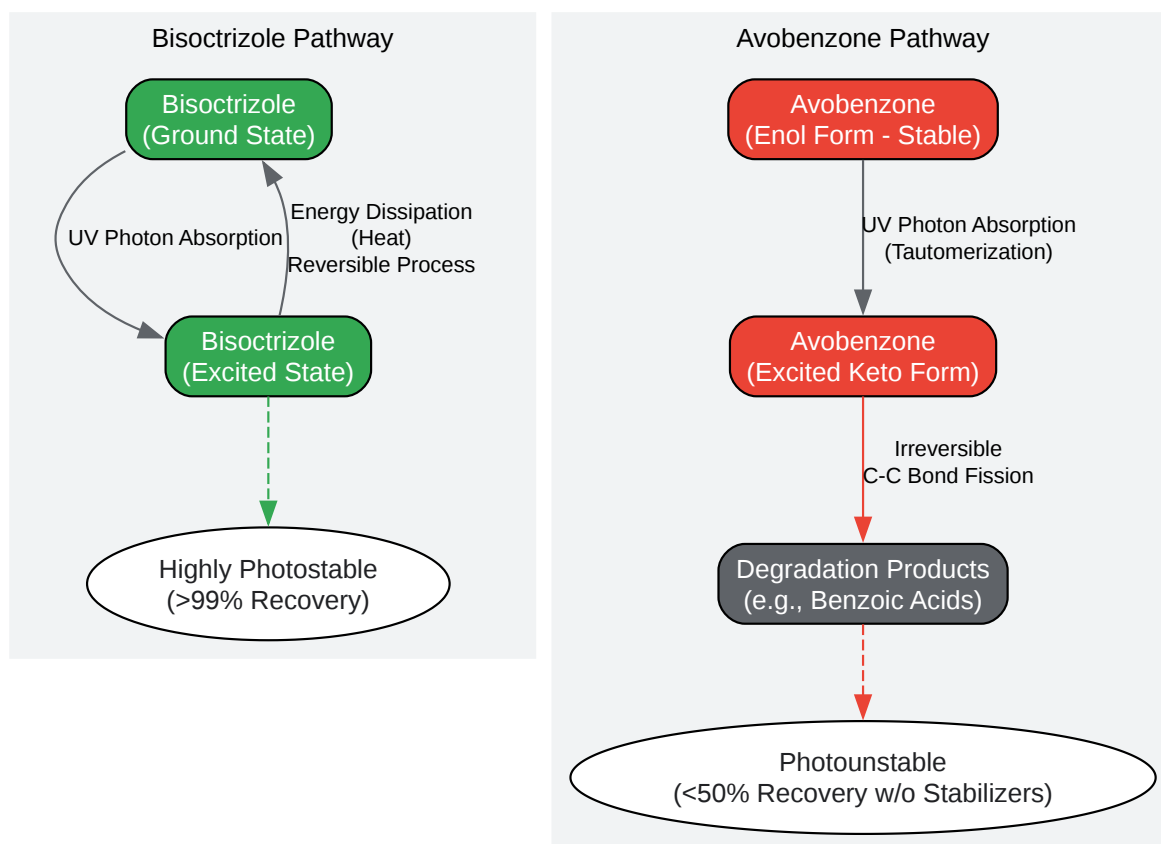 Bisoctrizole Pathway
Bisoctrizole
(Ground State)
UV Photon Absorption
Energy Dissipation
(Heat)
Reversible Process
Bisoctrizole
(Excited State)
Highly Photostable
(>99% Recovery)
Avobenzone Pathway
Avobenzone
(Enol Form - Stable)
UV Photon Absorption
(Tautomerization)
Avobenzone
(Excited Keto Form)
Irreversible
C-C Bond Fission
Degradation Products
(e.g., Benzoic Acids)
Photounstable
(<50% Recovery w/o Stabilizers)